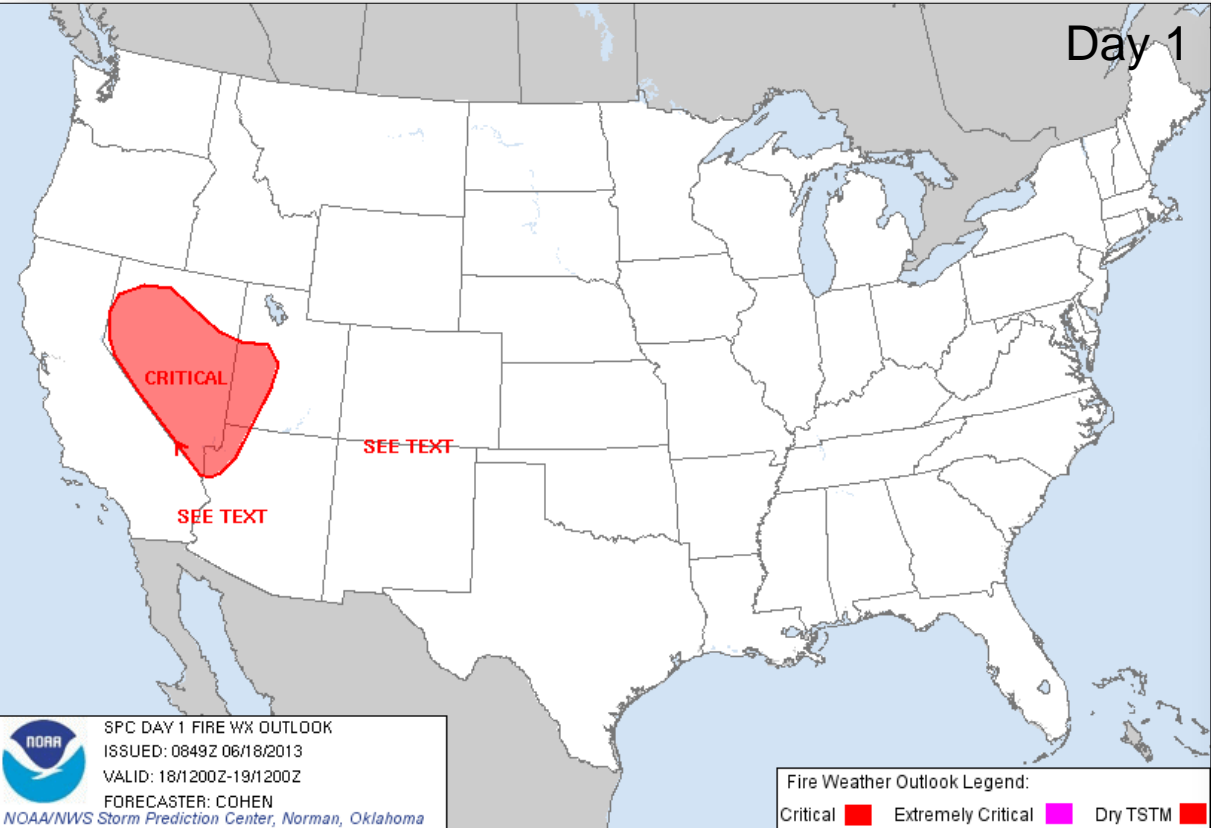 Day 1
CRITICAL
SEE TEXT
SEE TEXT
NOAA
SPC DAY 1 FIRE WX OUTLOOK
ISSUED: 0849Z 06/18/2013
VALID: 18/1200Z-19/1200Z
FORECASTER: COHEN
NOAA/NWS Storm Prediction Center, Norman, Oklahoma
Fire Weather Outlook Legend:
Critical Extremely Critical Dry TSTM